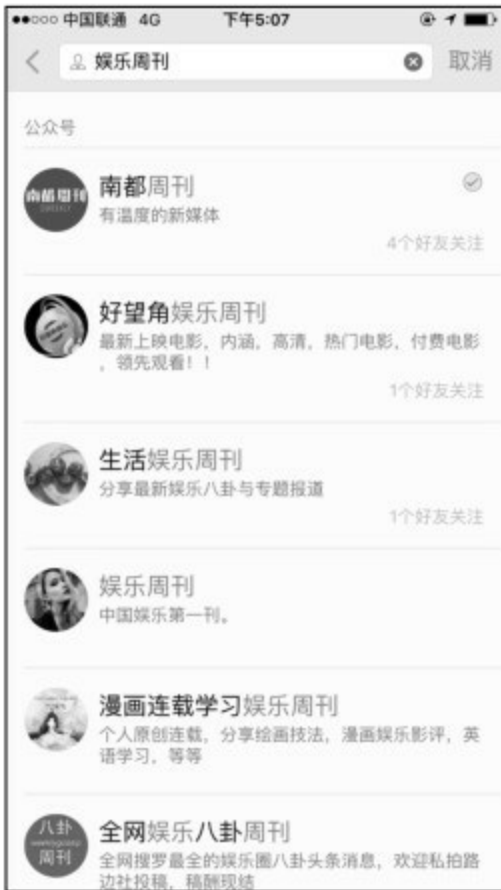 中国联通 4G 下午5:07
娱乐周刊 取消
公众号
南都周刊
南都周刊
有温度的新媒体
4个好友关注
好望角娱乐周刊
最新上映电影，内涵，高清，热门电影，付费电影
，领先观看！！
1个好友关注
生活娱乐周刊
分享最新娱乐八卦与专题报道
1个好友关注
娱乐周刊
中国娱乐第一刊。
漫画连载学习娱乐周刊
个人原创连载，分享绘画技法，漫画娱乐影评，英
语学习，等等
八卦
周刊
全网娱乐八卦周刊
全网搜罗最全的娱乐圈八卦头条消息，欢迎私拍路
边社投稿，稿酬现结